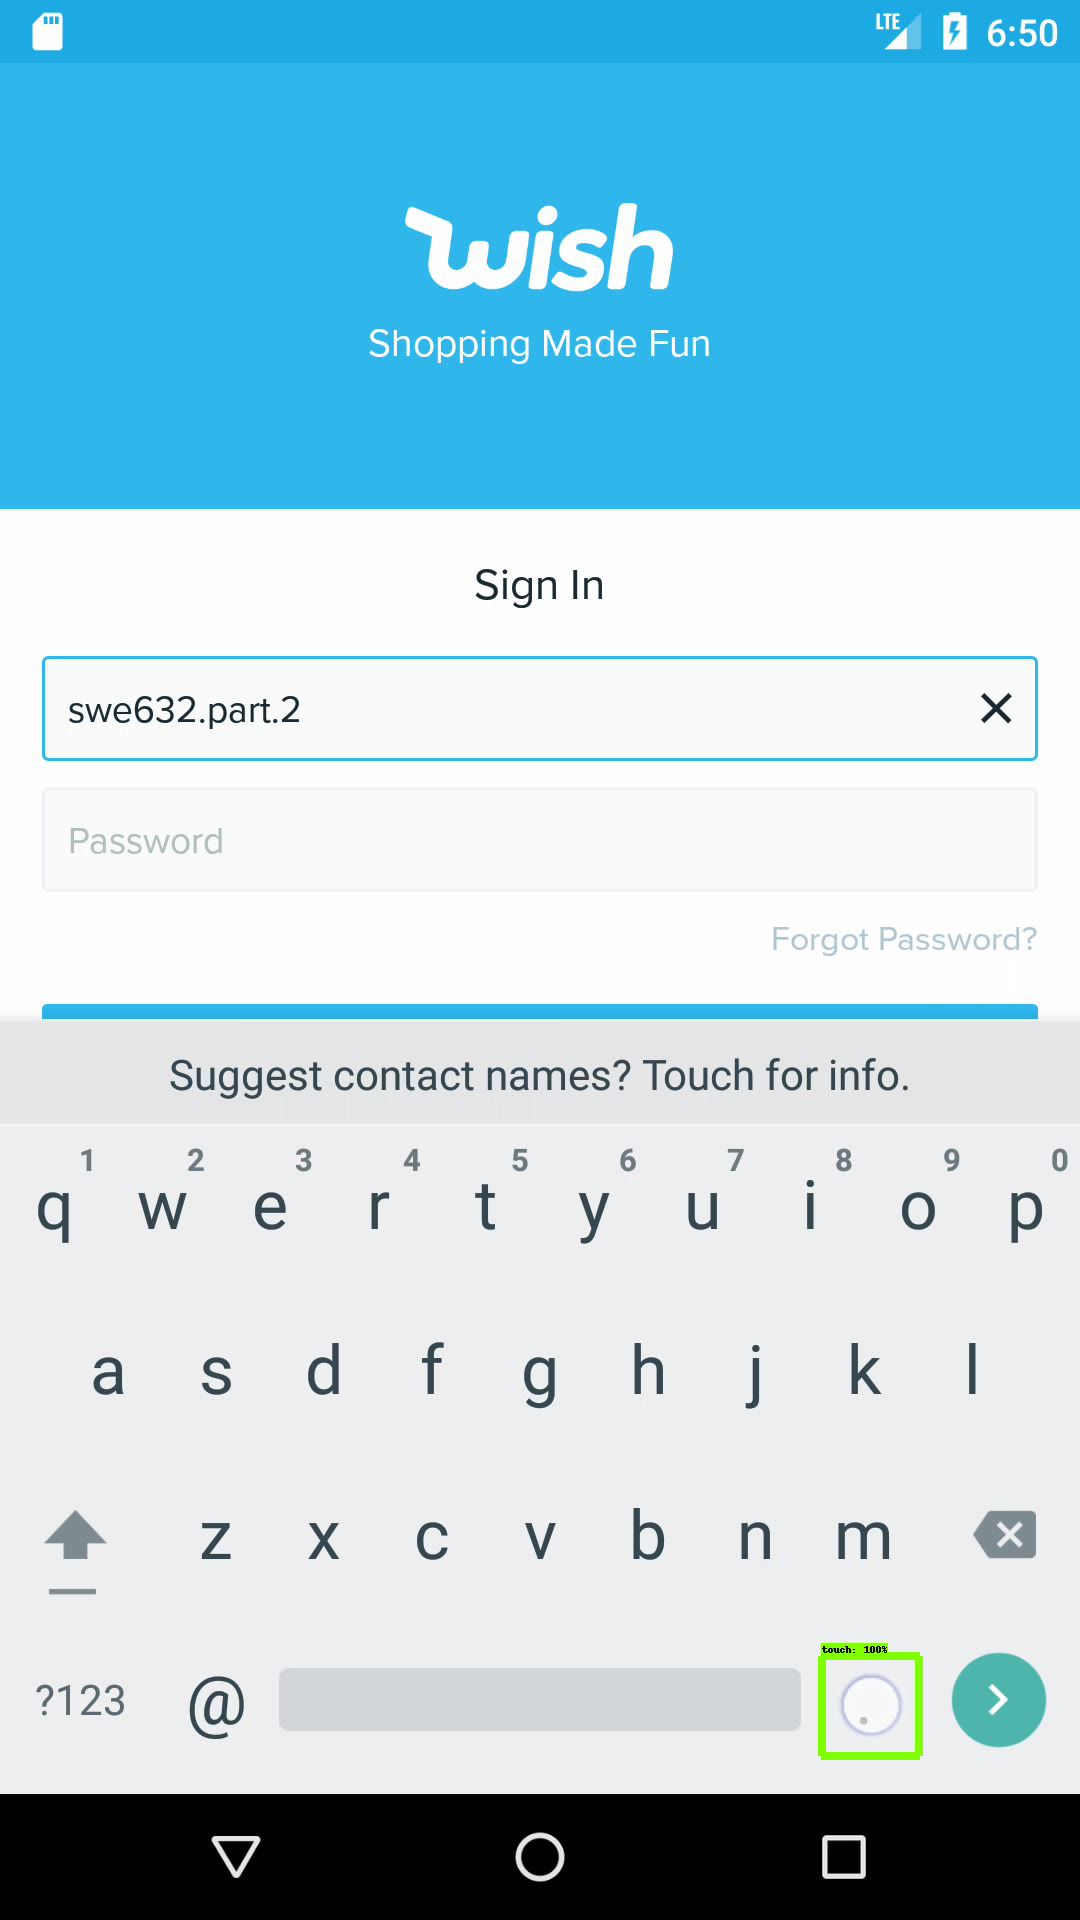 LTE 6:50
wish
Shopping Made Fun
Sign In
swe632.part.2
Password
Forgot Password?
Suggest contact names? Touch for info.
1 2 3 4 5 6 7 8 9 0
q w e r t y u i o p
a s d f g h j k l
z x c v b n m
touch: 100%
?123 @ .